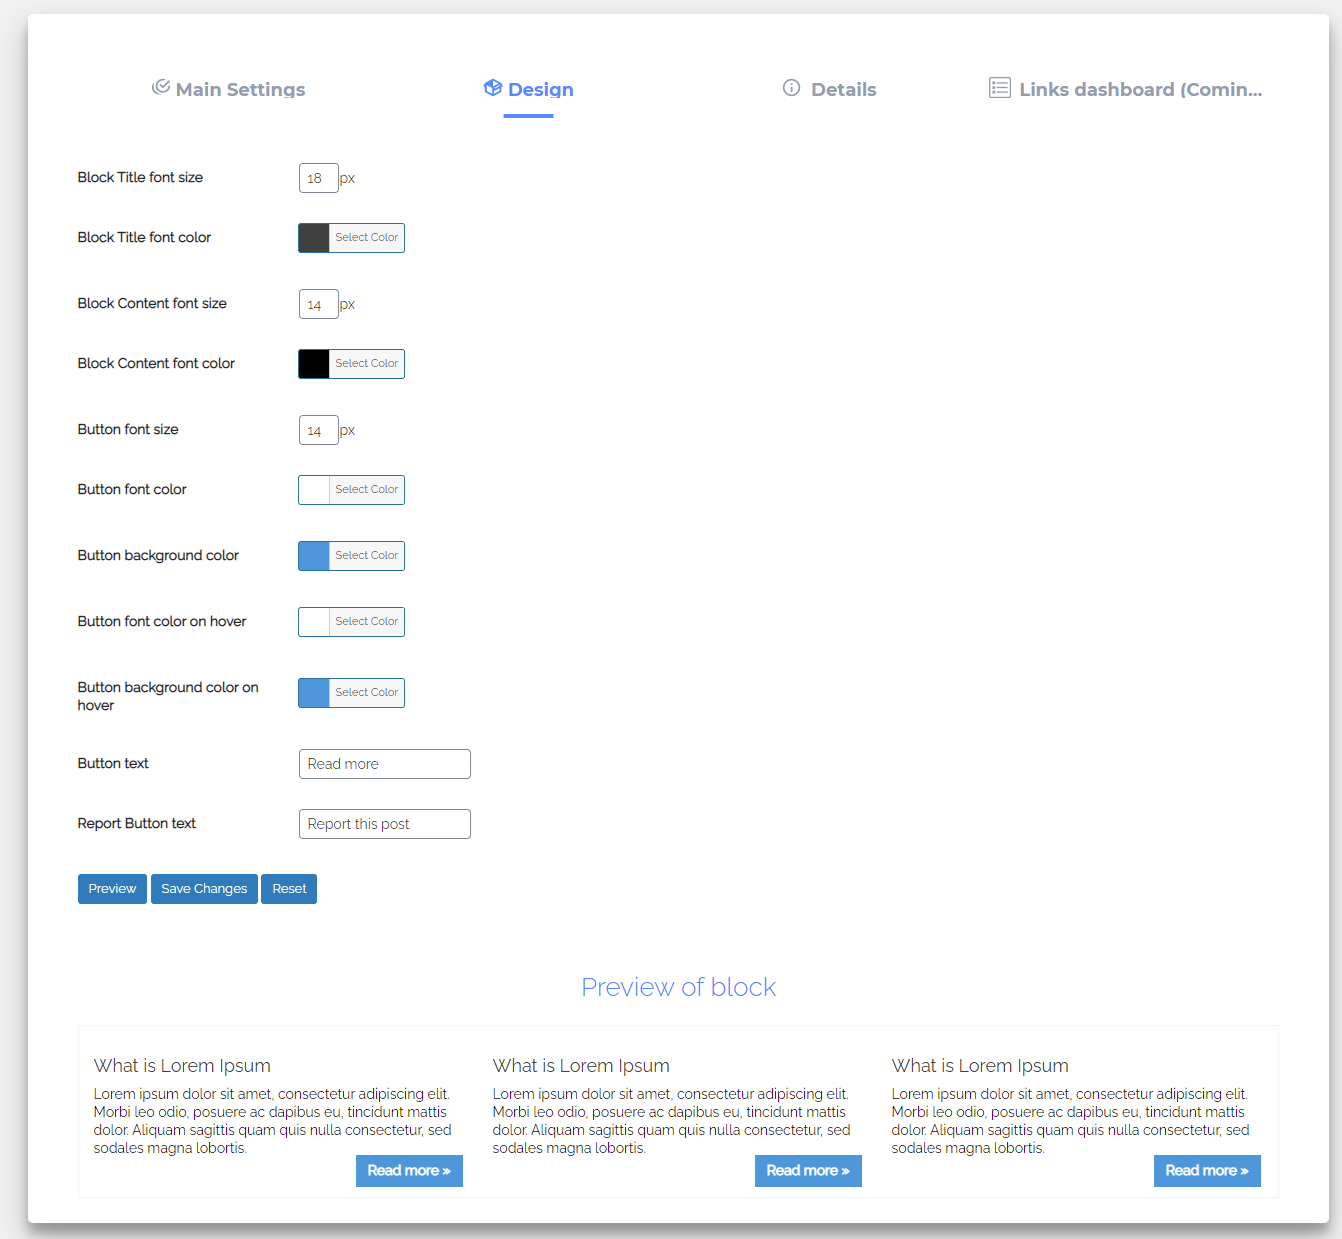 Main Settings
Design
Details
Links dashboard (Comin...
Block Title font size
18 px
Block Title font color
Select Color
Block Content font size
14 px
Block Content font color
Select Color
Button font size
14 px
Button font color
Select Color
Button background color
Select Color
Button font color on hover
Select Color
Button background color on
hover
Select Color
Button text
Read more
Report Button text
Report this post
Preview
Save Changes
Reset
Preview of block
What is Lorem Ipsum
Lorem ipsum dolor sit amet, consectetur adipiscing elit.
Morbi leo odio, posuere ac dapibus eu, tincidunt mattis
dolor. Aliquam sagittis quam quis nulla consectetur, sed
sodales magna lobortis.
Read more »
What is Lorem Ipsum
Lorem ipsum dolor sit amet, consectetur adipiscing elit.
Morbi leo odio, posuere ac dapibus eu, tincidunt mattis
dolor. Aliquam sagittis quam quis nulla consectetur, sed
sodales magna lobortis.
Read more »
What is Lorem Ipsum
Lorem ipsum dolor sit amet, consectetur adipiscing elit.
Morbi leo odio, posuere ac dapibus eu, tincidunt mattis
dolor. Aliquam sagittis quam quis nulla consectetur, sed
sodales magna lobortis.
Read more »